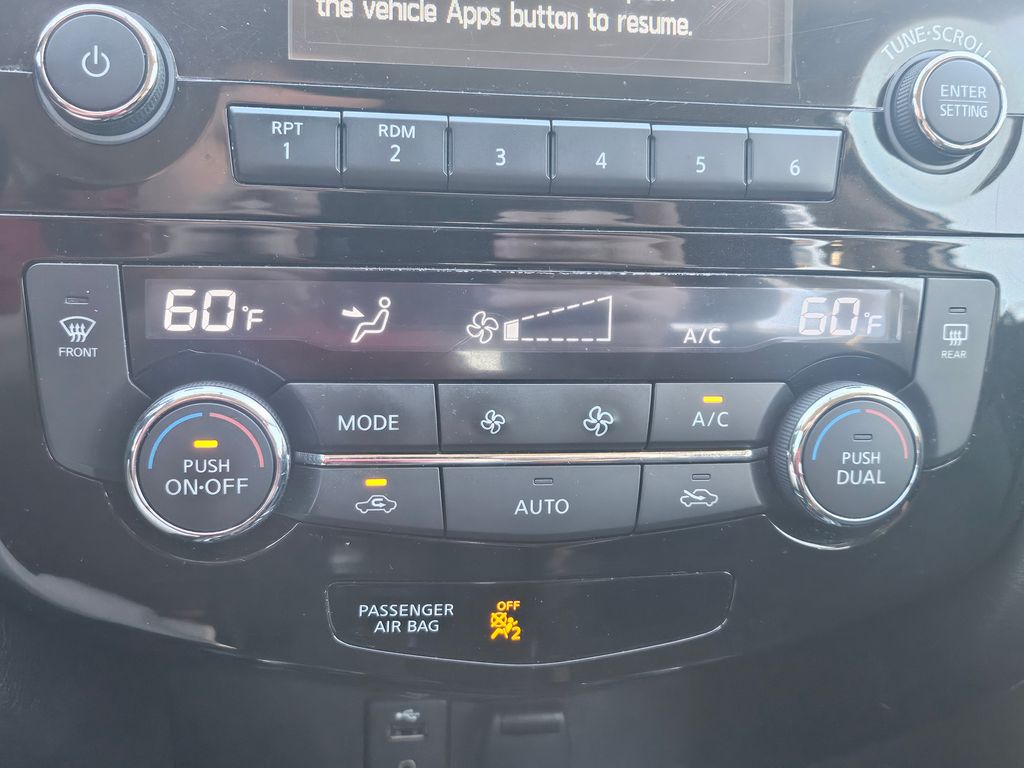 the vehicle Apps button to resume.
TUNE·SCROLL
ENTER
SETTING
RPT
1
RDM
2
3
4
5
6
60°F
A/C
60°F
FRONT
REAR
MODE
A/C
PUSH
ON·OFF
PUSH
DUAL
AUTO
PASSENGER
AIR BAG
OFF
2